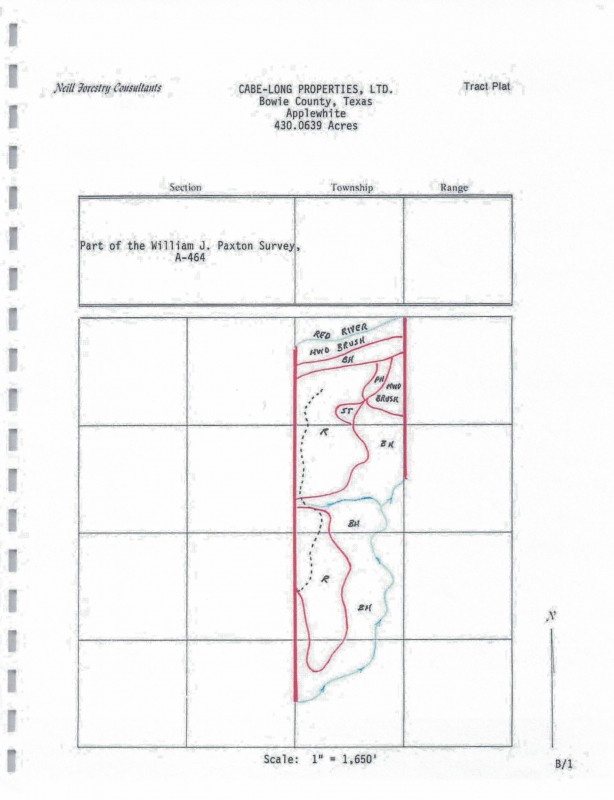 Neill Forestry Consultants
CABE-LONG PROPERTIES, LTD.
Bowie County, Texas
Applewhite
430.0639 Acres
Tract Plat
Section Township Range
Part of the William J. Paxton Survey,
A-464
RED RIVER
HWD BRUSH
BH
PH
HWD
BRUSH
ST
R
BH
BH
R
BH
N
Scale: 1" = 1,650'
B/1